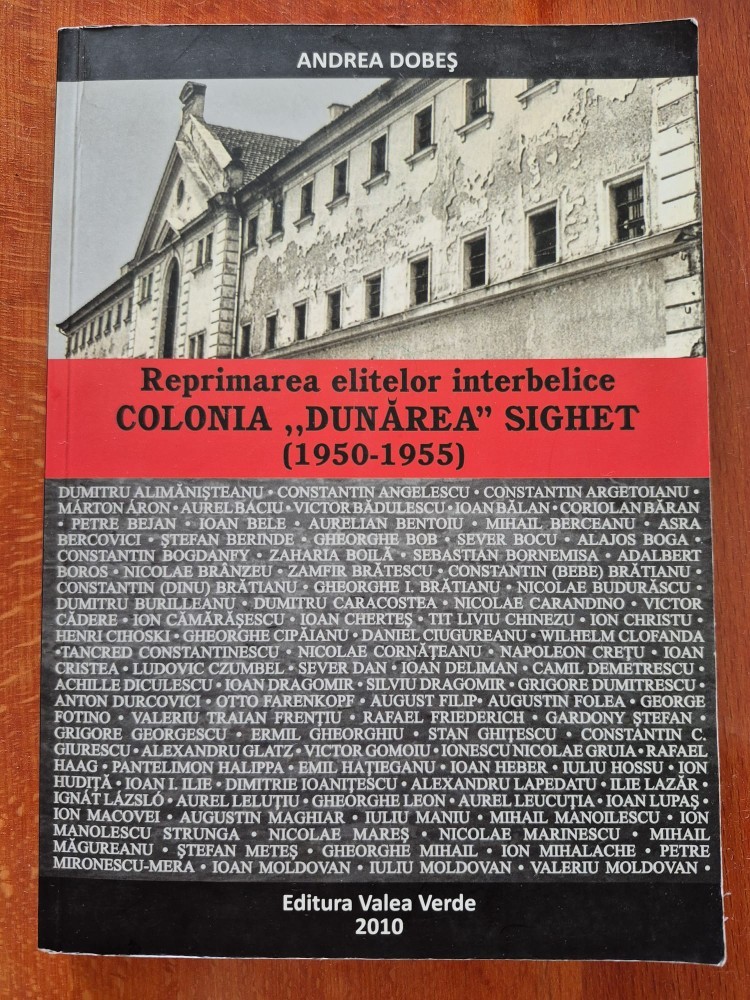 ANDREA DOBEŞ
Reprimarea elitelor interbelice
COLONIA ,,DUNĂREA” SIGHET
(1950-1955)
DUMITRU ALIMĂNIŞTEANU • CONSTANTIN ANGELESCU • CONSTANTIN ARGETOIANU •
MÁRTON ÁRON • AUREL BACIU • VICTOR BĂDULESCU • IOAN BĂLAN • CORIOLAN BĂRAN
• PETRE BEJAN • IOAN BELE • AURELIAN BENTOIU • MIHAIL BERCEANU • ASRA
BERCOVICI • ŞTEFAN BERINDE • GHEORGHE BOB • SEVER BOCU • ALAJOS BOGA •
CONSTANTIN BOGDANFY • ZAHARIA BOILĂ • SEBASTIAN BORNEMISA • ADALBERT
BOROS • NICOLAE BRÂNZEU • ZAMFIR BRĂTESCU • CONSTANTIN (BEBE) BRĂTIANU •
CONSTANTIN (DINU) BRĂTIANU • GHEORGHE I. BRĂTIANU • NICOLAE BUDURĂSCU •
DUMITRU BURILLEANU • DUMITRU CARACOSTEA • NICOLAE CARANDINO • VICTOR
CĂDERE • ION CĂMĂRĂŞESCU • IOAN CHERTEŞ • TIT LIVIU CHINEZU • ION CHRISTU •
HENRI CIHOSKI • GHEORGHE CIPĂIANU • DANIEL CIUGUREANU • WILHELM CLOFANDA
•TANCRED CONSTANTINESCU • NICOLAE CORNĂŢEANU • NAPOLEON CREŢU • IOAN
CRISTEA • LUDOVIC CZUMBEL • SEVER DAN • IOAN DELIMAN • CAMIL DEMETRESCU •
ACHILLE DICULESCU • IOAN DRAGOMIR • SILVIU DRAGOMIR • GRIGORE DUMITRESCU •
ANTON DURCOVICI • OTTO FARENKOPF • AUGUST FILIP• AUGUSTIN FOLEA • GEORGE
FOTINO • VALERIU TRAIAN FRENŢIU • RAFAEL FRIEDERICH • GARDONY ŞTEFAN •
GRIGORE GEORGESCU • ERMIL GHEORGHIU • STAN GHIŢESCU • CONSTANTIN C.
GIURESCU • ALEXANDRU GLATZ • VICTOR GOMOIU • IONESCU NICOLAE GRUIA • RAFAEL
HAAG • PANTELIMON HALIPPA • EMIL HAŢIEGANU • IOAN HEBER • IULIU HOSSU • ION
HUDIŢĂ • IOAN I. ILIE • DIMITRIE IOANIŢESCU • ALEXANDRU LAPEDATU • ILIE LAZĂR •
IGNÁT LÁZSLÓ • AUREL LELUŢIU • GHEORGHE LEON • AUREL LEUCUŢIA • IOAN LUPAŞ •
ION MACOVEI • AUGUSTIN MAGHIAR • IULIU MANIU • MIHAIL MANOILESCU • ION
MANOLESCU STRUNGA • NICOLAE MAREŞ • NICOLAE MARINESCU • MIHAIL
MĂGUREANU • ŞTEFAN METEŞ • GHEORGHE MIHAIL • ION MIHALACHE • PETRE
MIRONESCU-MERA • IOAN MOLDOVAN • IULIU MOLDOVAN • VALERIU MOLDOVAN •
Editura Valea Verde
2010